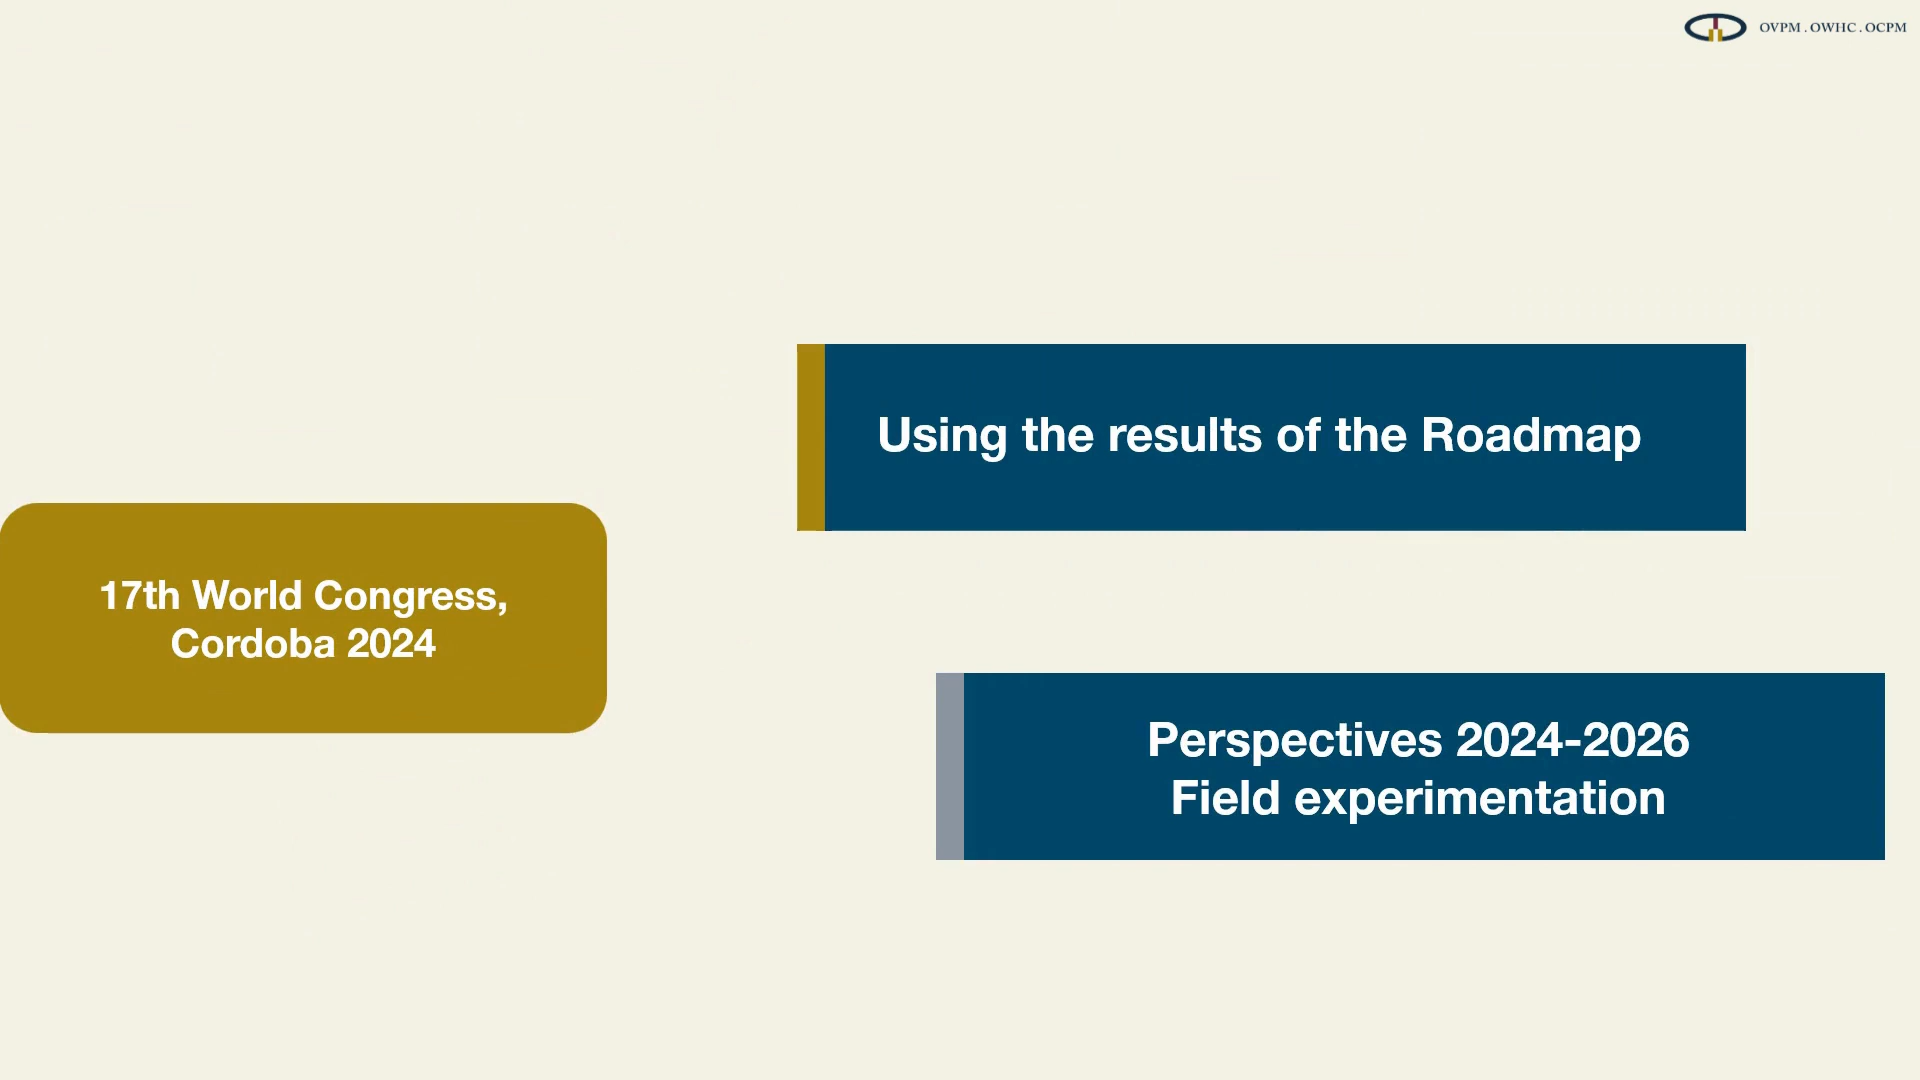 OVPM . OWHC . OCPM
Using the results of the Roadmap
17th World Congress,
Cordoba 2024
Perspectives 2024-2026
Field experimentation